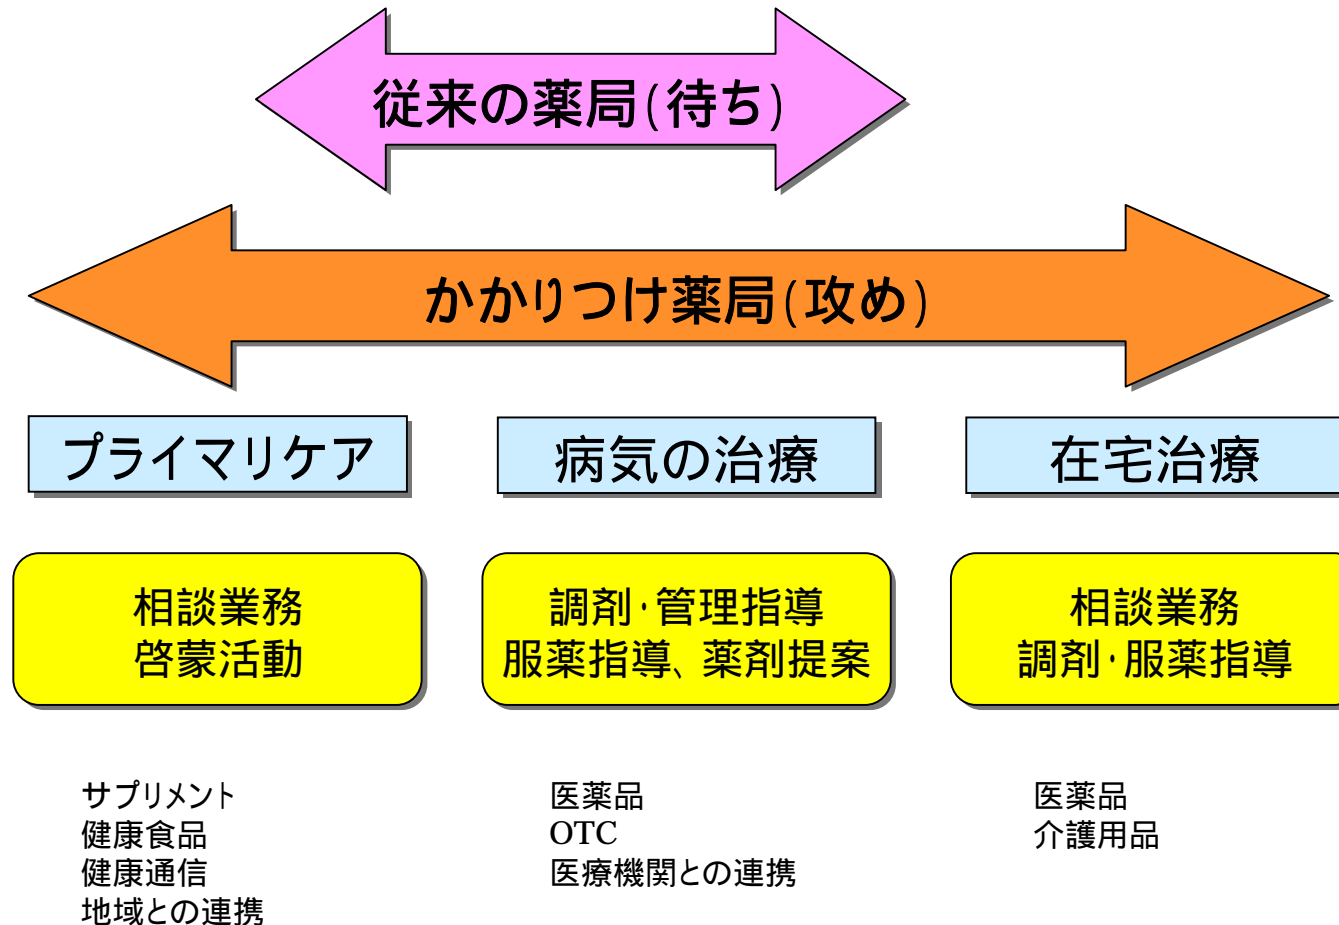 従来の薬局(待ち)
かかりつけ薬局(攻め)
プライマリケア
病気の治療
在宅治療
相談業務
啓蒙活動
調剤・管理指導
服薬指導、薬剤提案
相談業務
調剤・服薬指導
サプリメント
健康食品
健康通信
地域との連携
医薬品
OTC
医療機関との連携
医薬品
介護用品